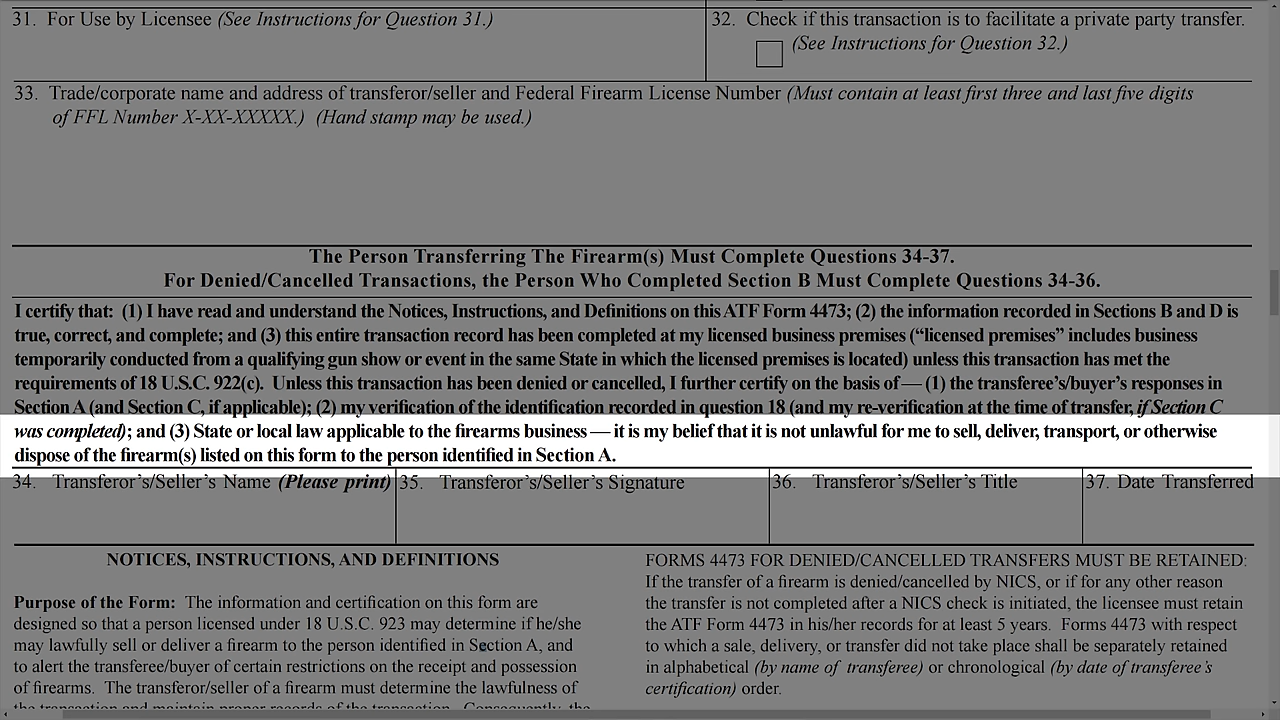 31. For Use by Licensee (See Instructions for Question 31.)
32. Check if this transaction is to facilitate a private party transfer.
(See Instructions for Question 32.)
33. Trade/corporate name and address of transferor/seller and Federal Firearm License Number (Must contain at least first three and last five digits
of FFL Number X-XX-XXXXX.) (Hand stamp may be used.)
The Person Transferring The Firearm(s) Must Complete Questions 34-37.
For Denied/Cancelled Transactions, the Person Who Completed Section B Must Complete Questions 34-36.
I certify that: (1) I have read and understand the Notices, Instructions, and Definitions on this ATF Form 4473; (2) the information recorded in Sections B and D is
true, correct, and complete; and (3) this entire transaction record has been completed at my licensed business premises (“licensed premises” includes business
temporarily conducted from a qualifying gun show or event in the same State in which the licensed premises is located) unless this transaction has met the
requirements of 18 U.S.C. 922(c). Unless this transaction has been denied or cancelled, I further certify on the basis of — (1) the transferee’s/buyer’s responses in
Section A (and Section C, if applicable); (2) my verification of the identification recorded in question 18 (and my re-verification at the time of transfer, if Section C
was completed); and (3) State or local law applicable to the firearms business — it is my belief that it is not unlawful for me to sell, deliver, transport, or otherwise
dispose of the firearm(s) listed on this form to the person identified in Section A.
34. Transferor’s/Seller’s Name (Please print)
35. Transferor’s/Seller’s Signature
36. Transferor’s/Seller’s Title
37. Date Transferred
NOTICES, INSTRUCTIONS, AND DEFINITIONS
Purpose of the Form: The information and certification on this form are
designed so that a person licensed under 18 U.S.C. 923 may determine if he/she
may lawfully sell or deliver a firearm to the person identified in Section A, and
to alert the transferee/buyer of certain restrictions on the receipt and possession
of firearms. The transferor/seller of a firearm must determine the lawfulness of
the transaction and maintain proper records of the transaction. Consequently, the
FORMS 4473 FOR DENIED/CANCELLED TRANSFERS MUST BE RETAINED:
If the transfer of a firearm is denied/cancelled by NICS, or if for any other reason
the transfer is not completed after a NICS check is initiated, the licensee must retain
the ATF Form 4473 in his/her records for at least 5 years. Forms 4473 with respect
to which a sale, delivery, or transfer did not take place shall be separately retained
in alphabetical (by name of transferee) or chronological (by date of transferee’s
certification) order.